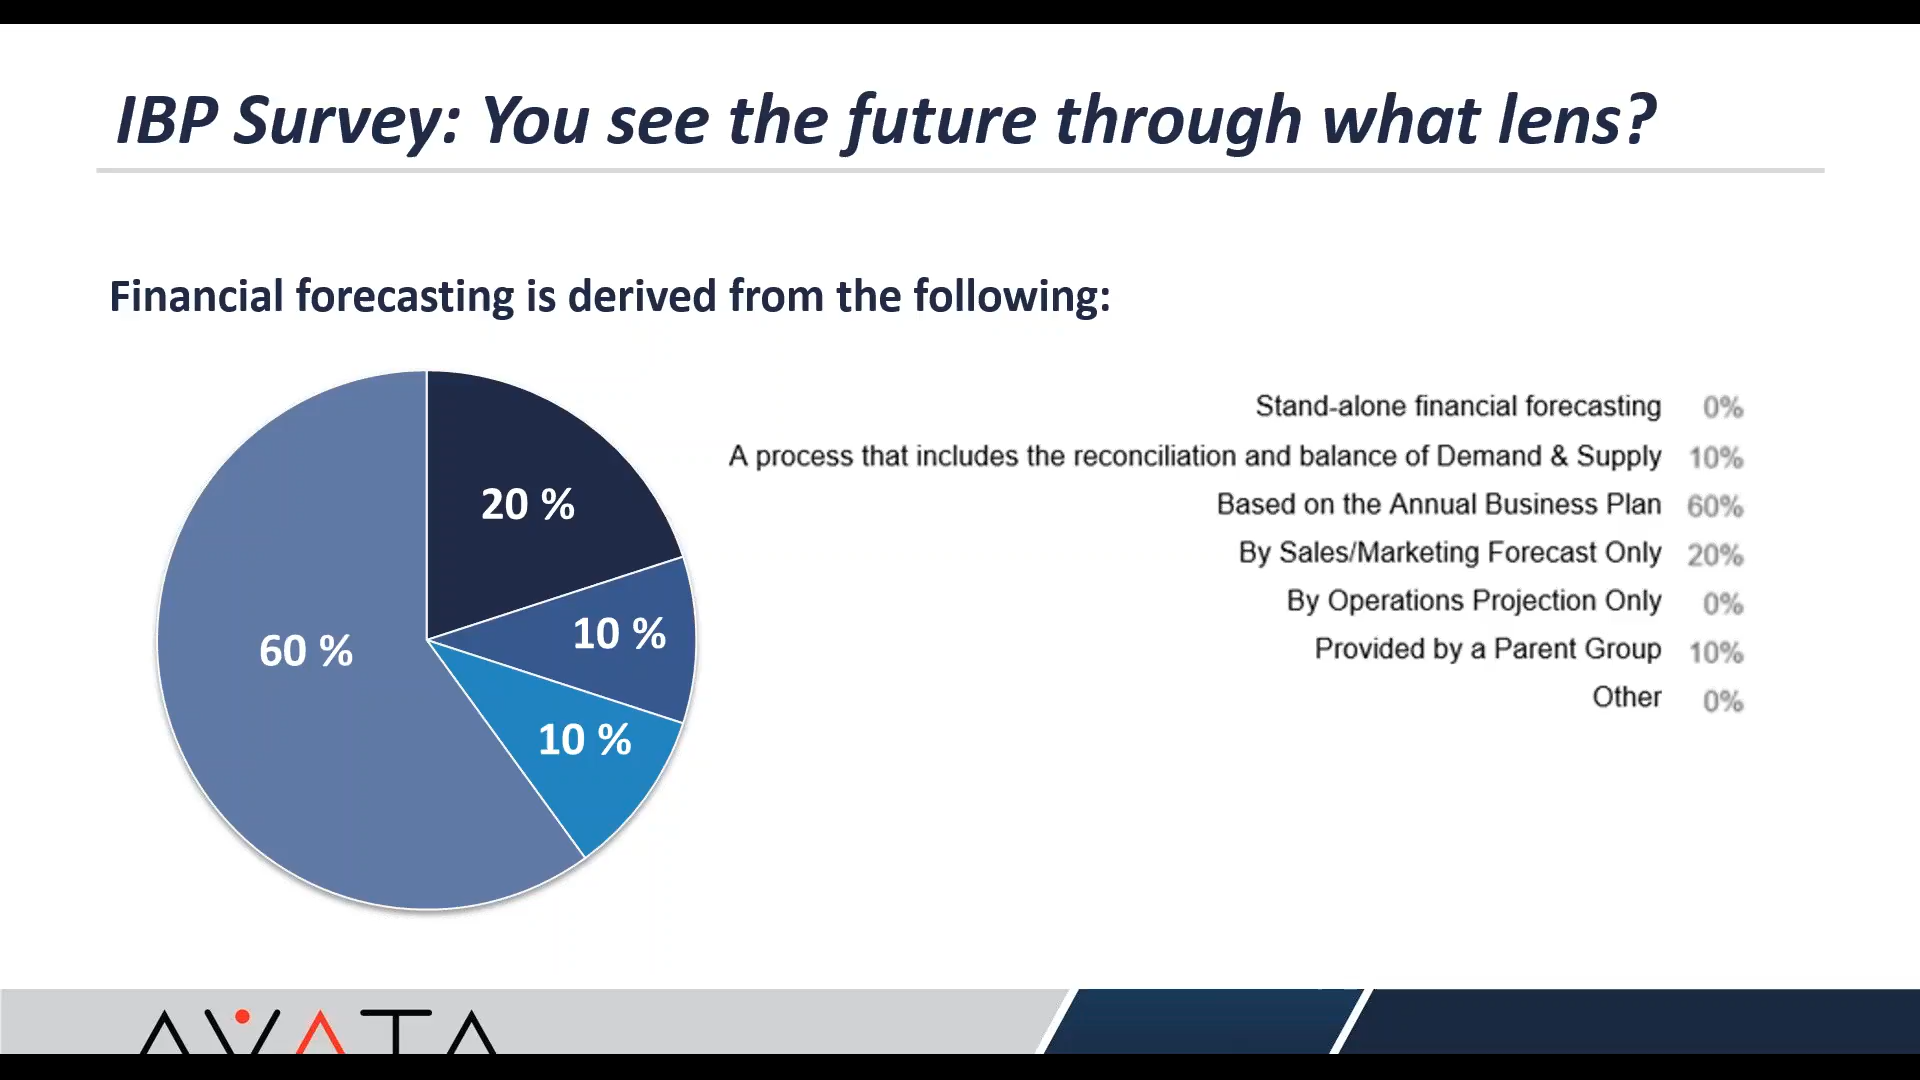 IBP Survey: You see the future through what lens?
Financial forecasting is derived from the following:
20 %
10 %
10 %
60 %
Stand-alone financial forecasting 0%
A process that includes the reconciliation and balance of Demand & Supply 10%
Based on the Annual Business Plan 60%
By Sales/Marketing Forecast Only 20%
By Operations Projection Only 0%
Provided by a Parent Group 10%
Other 0%
AVATA